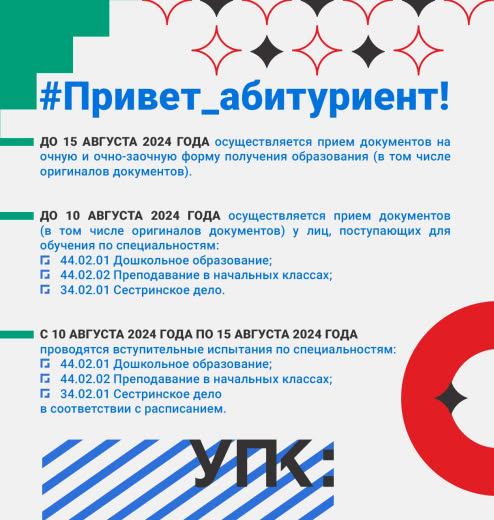 #Привет_абитуриент!
ДО 15 АВГУСТА 2024 ГОДА осуществляется прием документов на
очную и очно-заочную форму получения образования (в том числе
оригиналов документов).
ДО 10 АВГУСТА 2024 ГОДА осуществляется прием документов
(в том числе оригиналов документов) у лиц, поступающих для
обучения по специальностям:
44.02.01 Дошкольное образование;
44.02.02 Преподавание в начальных классах;
34.02.01 Сестринское дело.
С 10 АВГУСТА 2024 ГОДА ПО 15 АВГУСТА 2024 ГОДА
проводятся вступительные испытания по специальностям:
44.02.01 Дошкольное образование;
44.02.02 Преподавание в начальных классах;
34.02.01 Сестринское дело
в соответствии с расписанием.
УПК: